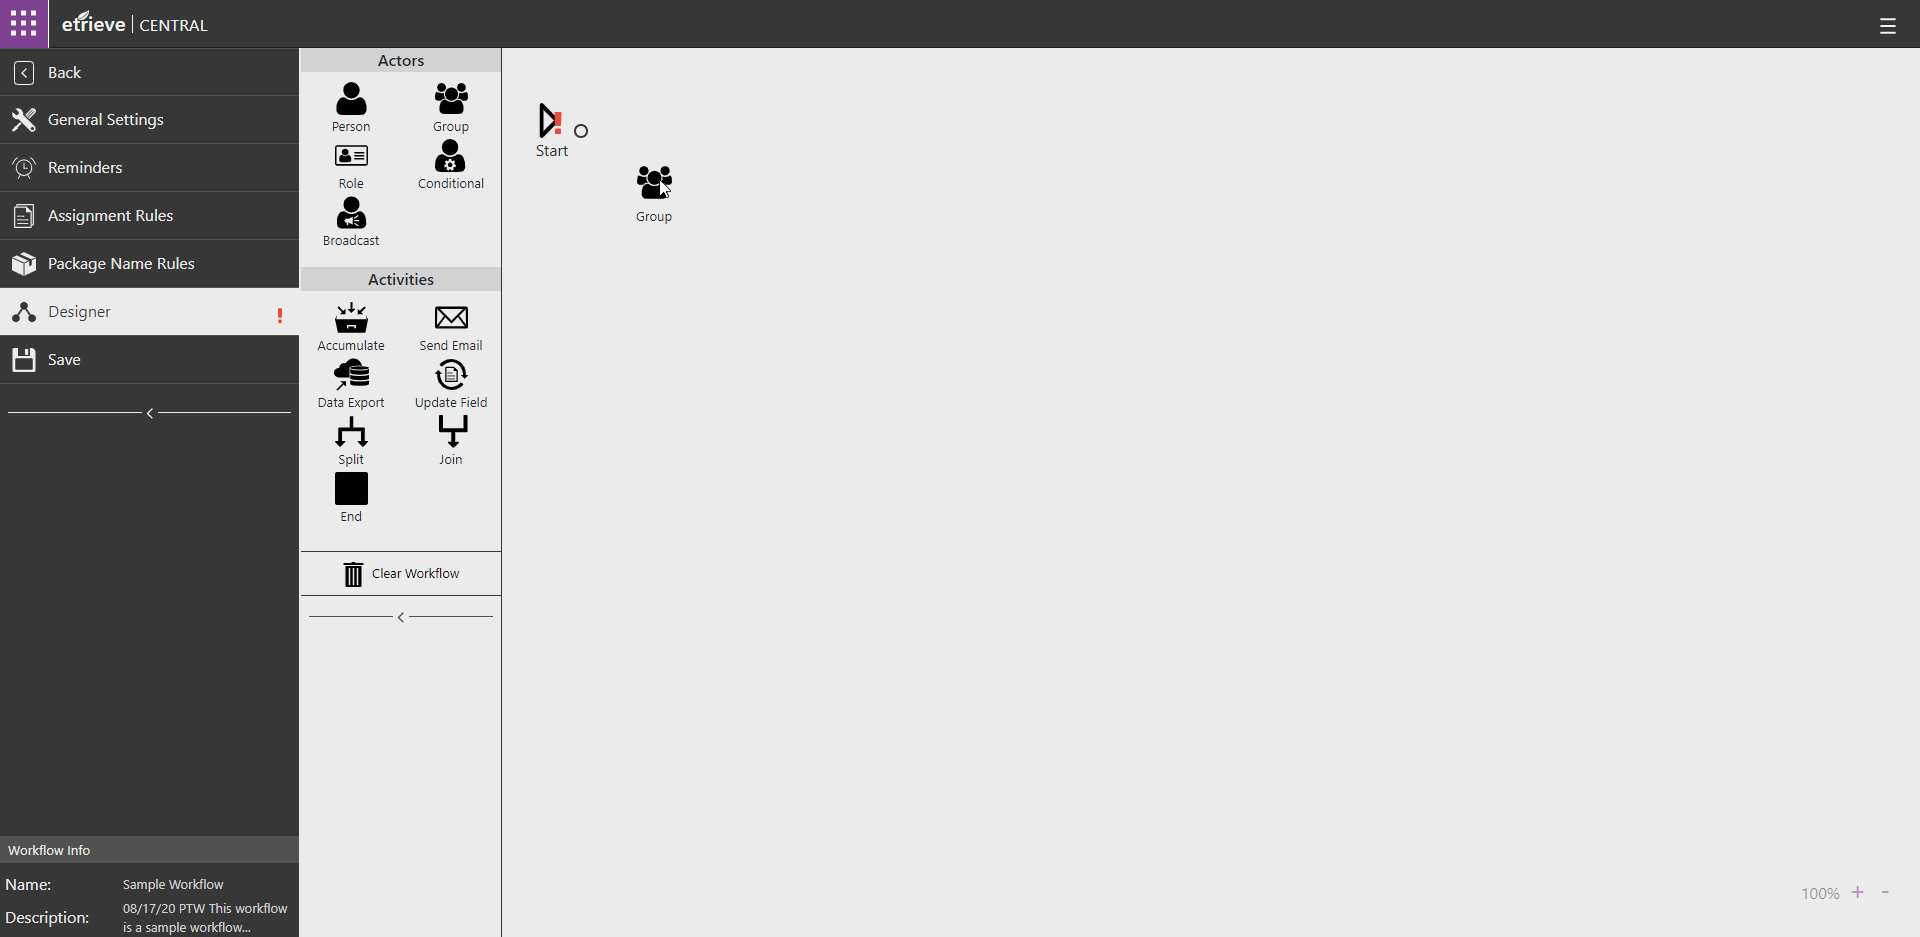 etrieve | CENTRAL
Back
General Settings
Reminders
Assignment Rules
Package Name Rules
Designer
Save
Actors
Person
Group
Role
Conditional
Broadcast
Activities
Accumulate
Send Email
Data Export
Update Field
Split
Join
End
Clear Workflow
Start
Group
Workflow Info
Name: Sample Workflow
Description: 08/17/20 PTW This workflow
is a sample workflow...
100% + -